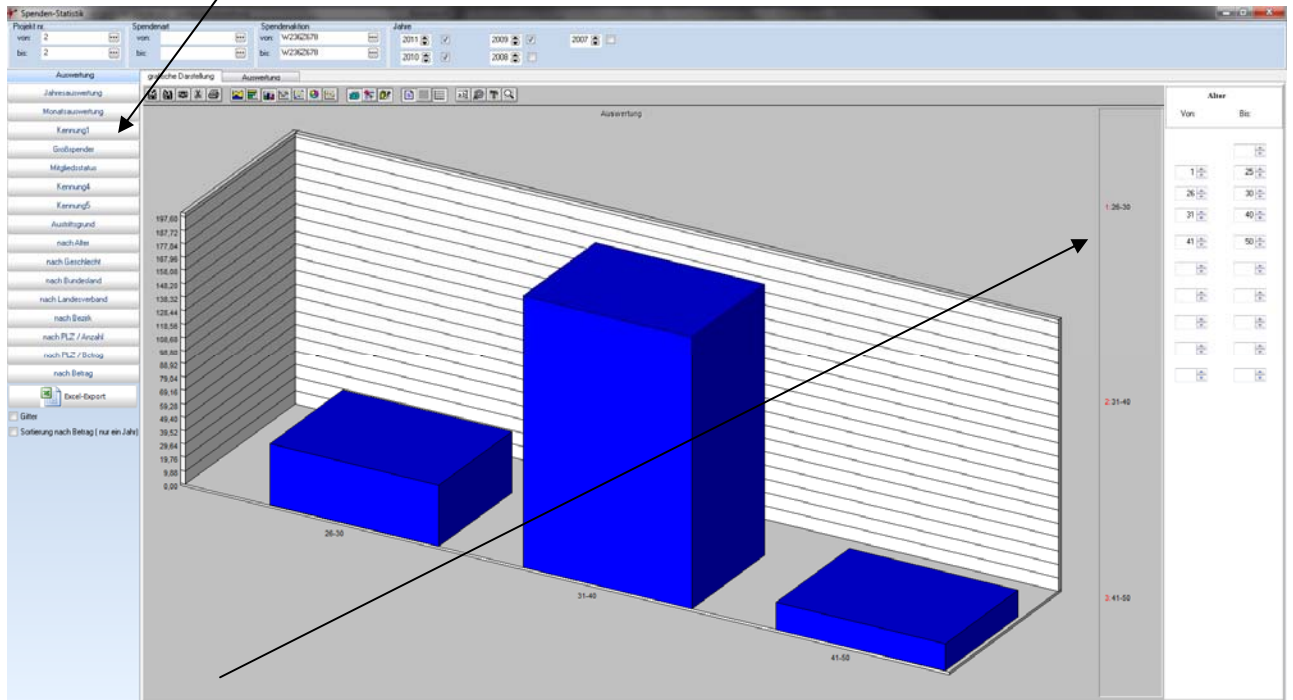 Spenden-Statistik
Projekt nr. Spendenart Spendenaktion Jahre
von: 2 von: von: W236Z678 2011 2009 2007
bis: 2 bis: bis: W236Z678 2010 2008
Auswertung
Jahresauswertung
Monatsauswertung
Kennung1
Großspender
Mitgliedsstatus
Kennung4
Kennung5
Austrittsgrund
nach Alter
nach Geschlecht
nach Bundesland
nach Landesverband
nach Bezirk
nach PLZ / Anzahl
nach PLZ / Betrag
nach Betrag
Excel-Export
Gitter
Sortierung nach Betrag ( nur ein Jahr)
grafische Darstellung Auswertung
Auswertung
197,60
187,72
177,84
167,96
158,08
148,20
138,32
128,44
118,56
108,68
98,80
88,92
79,04
69,16
59,28
49,40
39,52
29,64
19,76
9,88
0,00
26-30
31-40
41-50
1:26-30
2:31-40
3:41-50
Alter
Von: Bis:
1 25
26 30
31 40
41 50